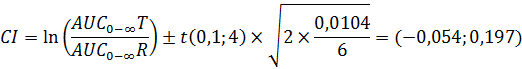 CI = ln(AUC₀₋∞T / AUC₀₋∞R) ± t(0,1; 4) × √(2 × 0,0104 / 6) = (−0,054; 0,197)